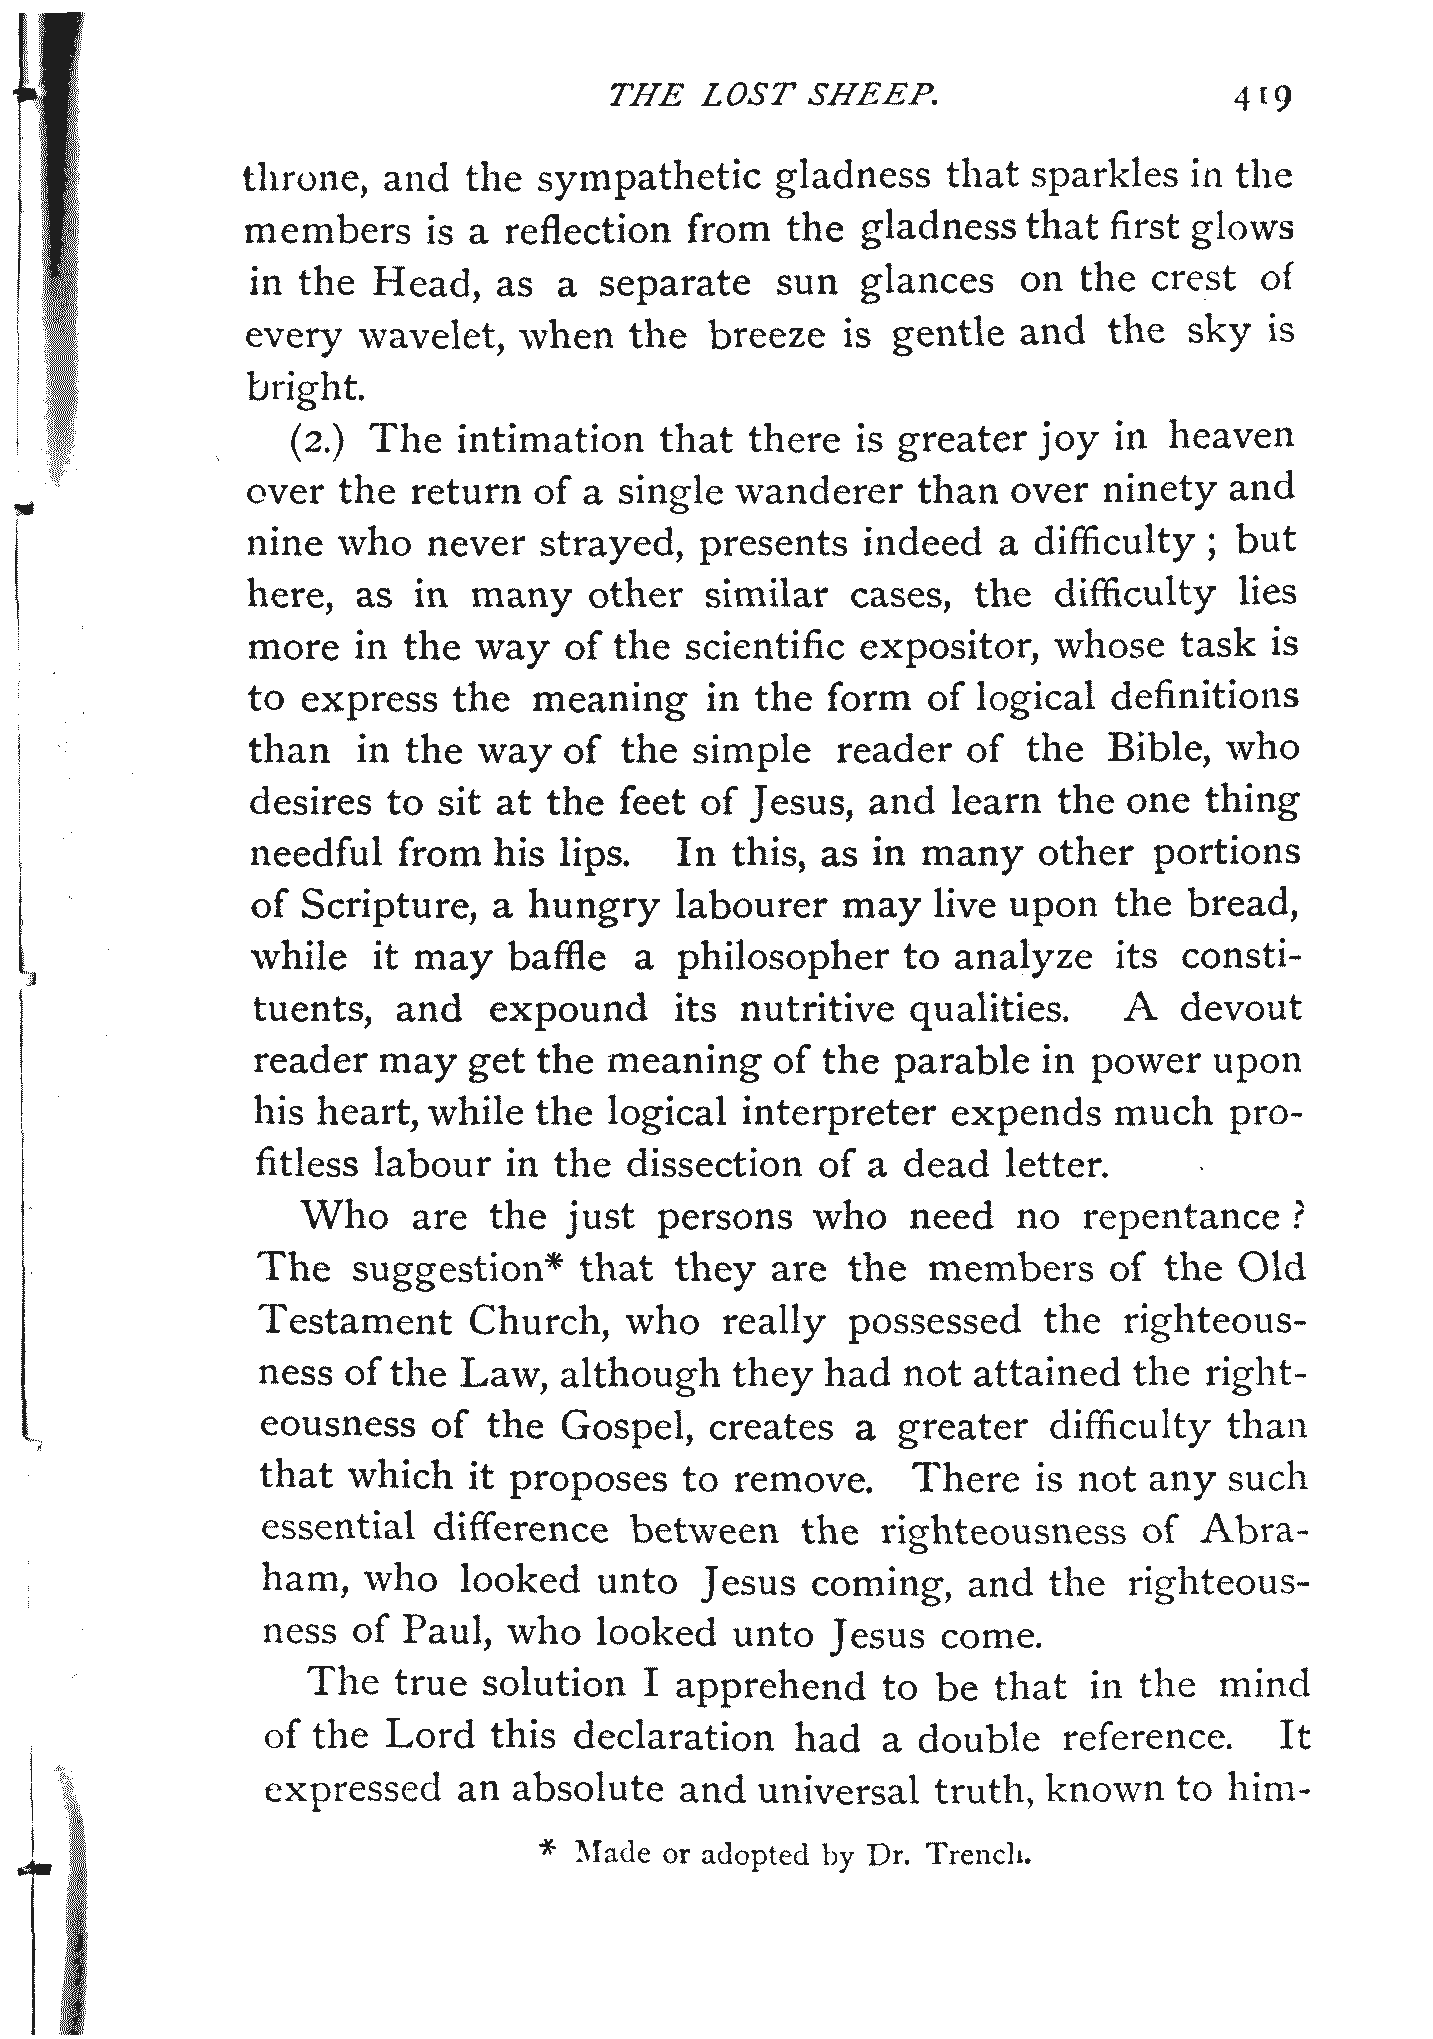 THE LOST SHEEP. 419
throne, and the sympathetic gladness that sparkles in the
members is a reflection from the gladness that first glows
in the Head, as a separate sun glances on the crest of
every wavelet, when the breeze is gentle and the sky is
bright.
(2.) The intimation that there is greater joy in heaven
over the return of a single wanderer than over ninety and
nine who never strayed, presents indeed a difficulty ; but
here, as in many other similar cases, the difficulty lies
more in the way of the scientific expositor, whose task is
to express the meaning in the form of logical definitions
than in the way of the simple reader of the Bible, who
desires to sit at the feet of Jesus, and learn the one thing
needful from his lips. In this, as in many other portions
of Scripture, a hungry labourer may live upon the bread,
while it may baffle a philosopher to analyze its consti-
tuents, and expound its nutritive qualities. A devout
reader may get the meaning of the parable in power upon
his heart, while the logical interpreter expends much pro-
fitless labour in the dissection of a dead letter.
Who are the just persons who need no repentance ?
The suggestion* that they are the members of the Old
Testament Church, who really possessed the righteous-
ness of the Law, although they had not attained the right-
eousness of the Gospel, creates a greater difficulty than
that which it proposes to remove. There is not any such
essential difference between the righteousness of Abra-
ham, who looked unto Jesus coming, and the righteous-
ness of Paul, who looked unto Jesus come.
The true solution I apprehend to be that in the mind
of the Lord this declaration had a double reference. It
expressed an absolute and universal truth, known to him-
* Made or adopted by Dr. Trench.